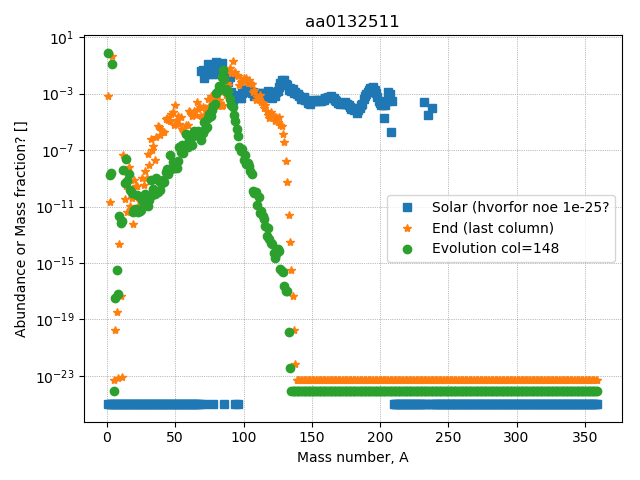 aa0132511
Abundance or Mass fraction? []
10^1
10^-3
10^-7
10^-11
10^-15
10^-19
10^-23
Solar (hvorfor noe 1e-25?
End (last column)
Evolution col=148
0 50 100 150 200 250 300 350
Mass number, A